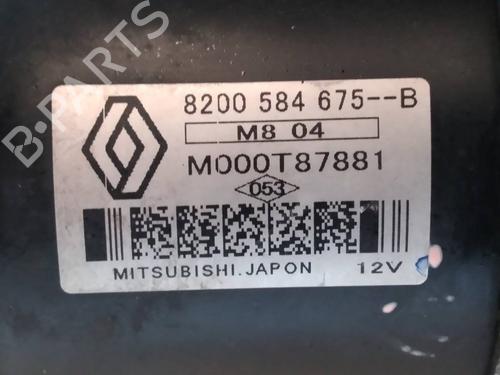 B-PARTS
8200 584 675--B
M8 04
M000T87881
053
MITSUBISHI.JAPON 12V